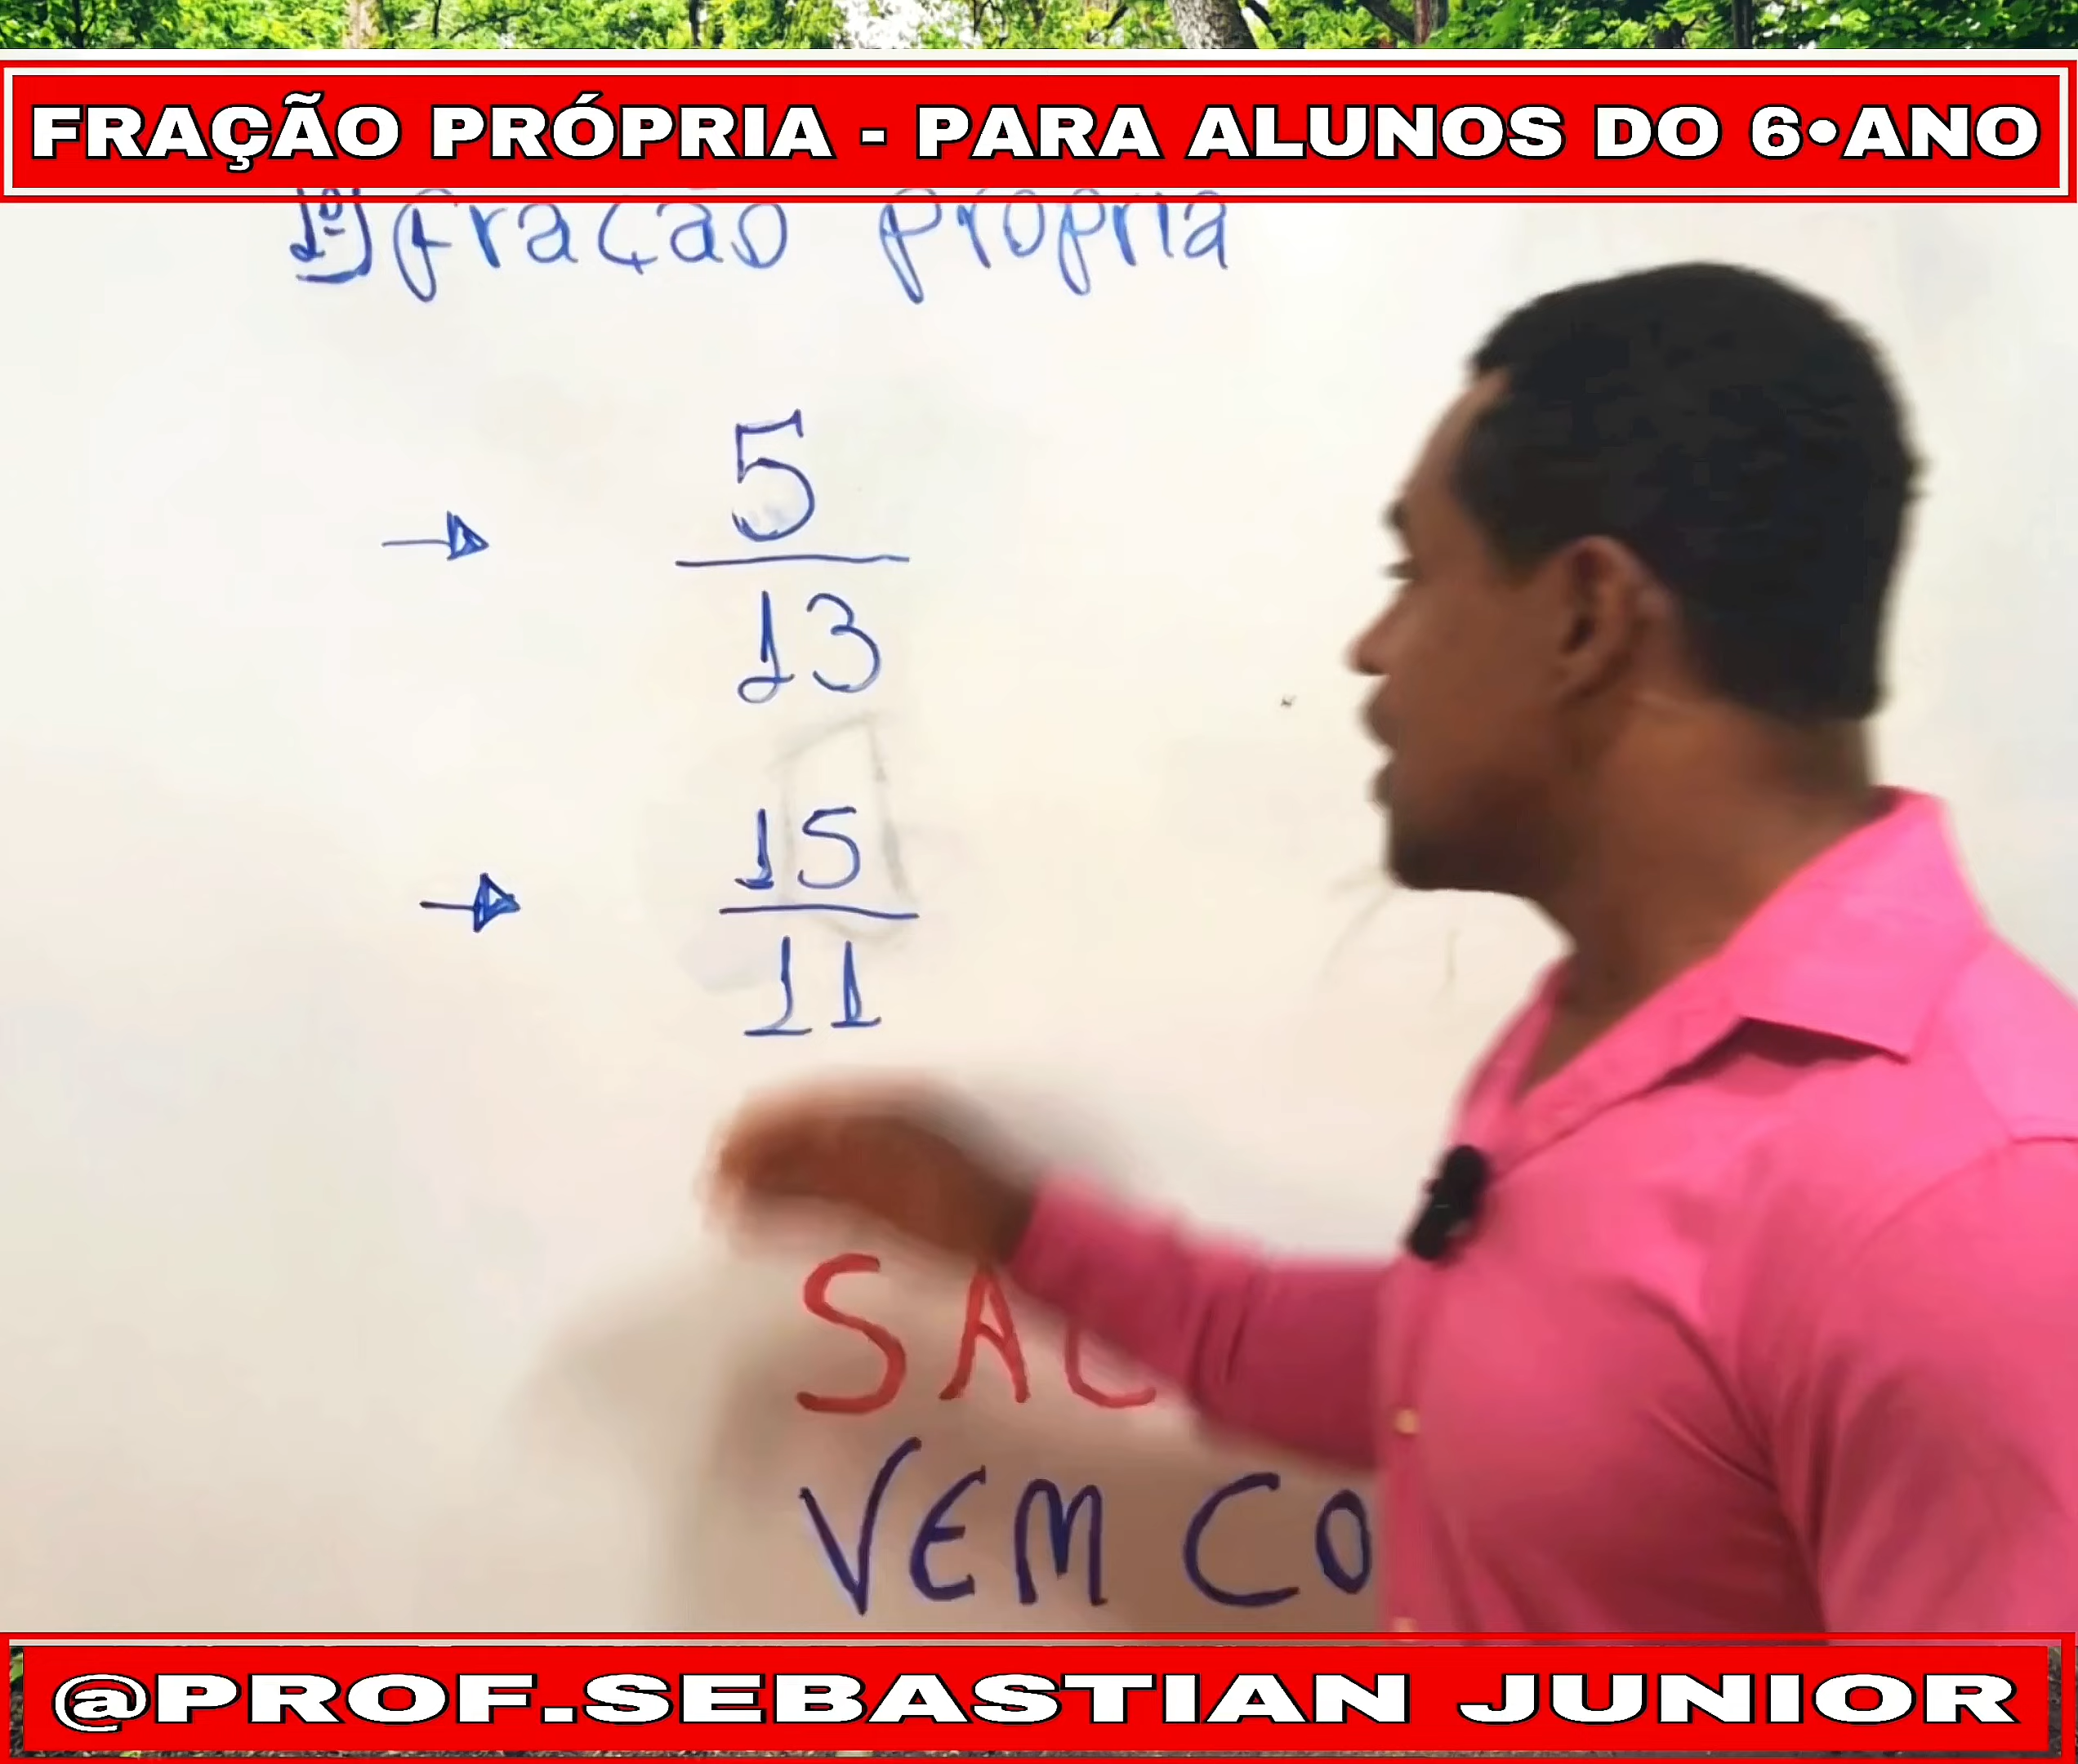 FRAÇÃO PRÓPRIA - PARA ALUNOS DO 6•ANO
1º) fração própria
5
13
15
11
VEM CO
@PROF.SEBASTIAN JUNIOR